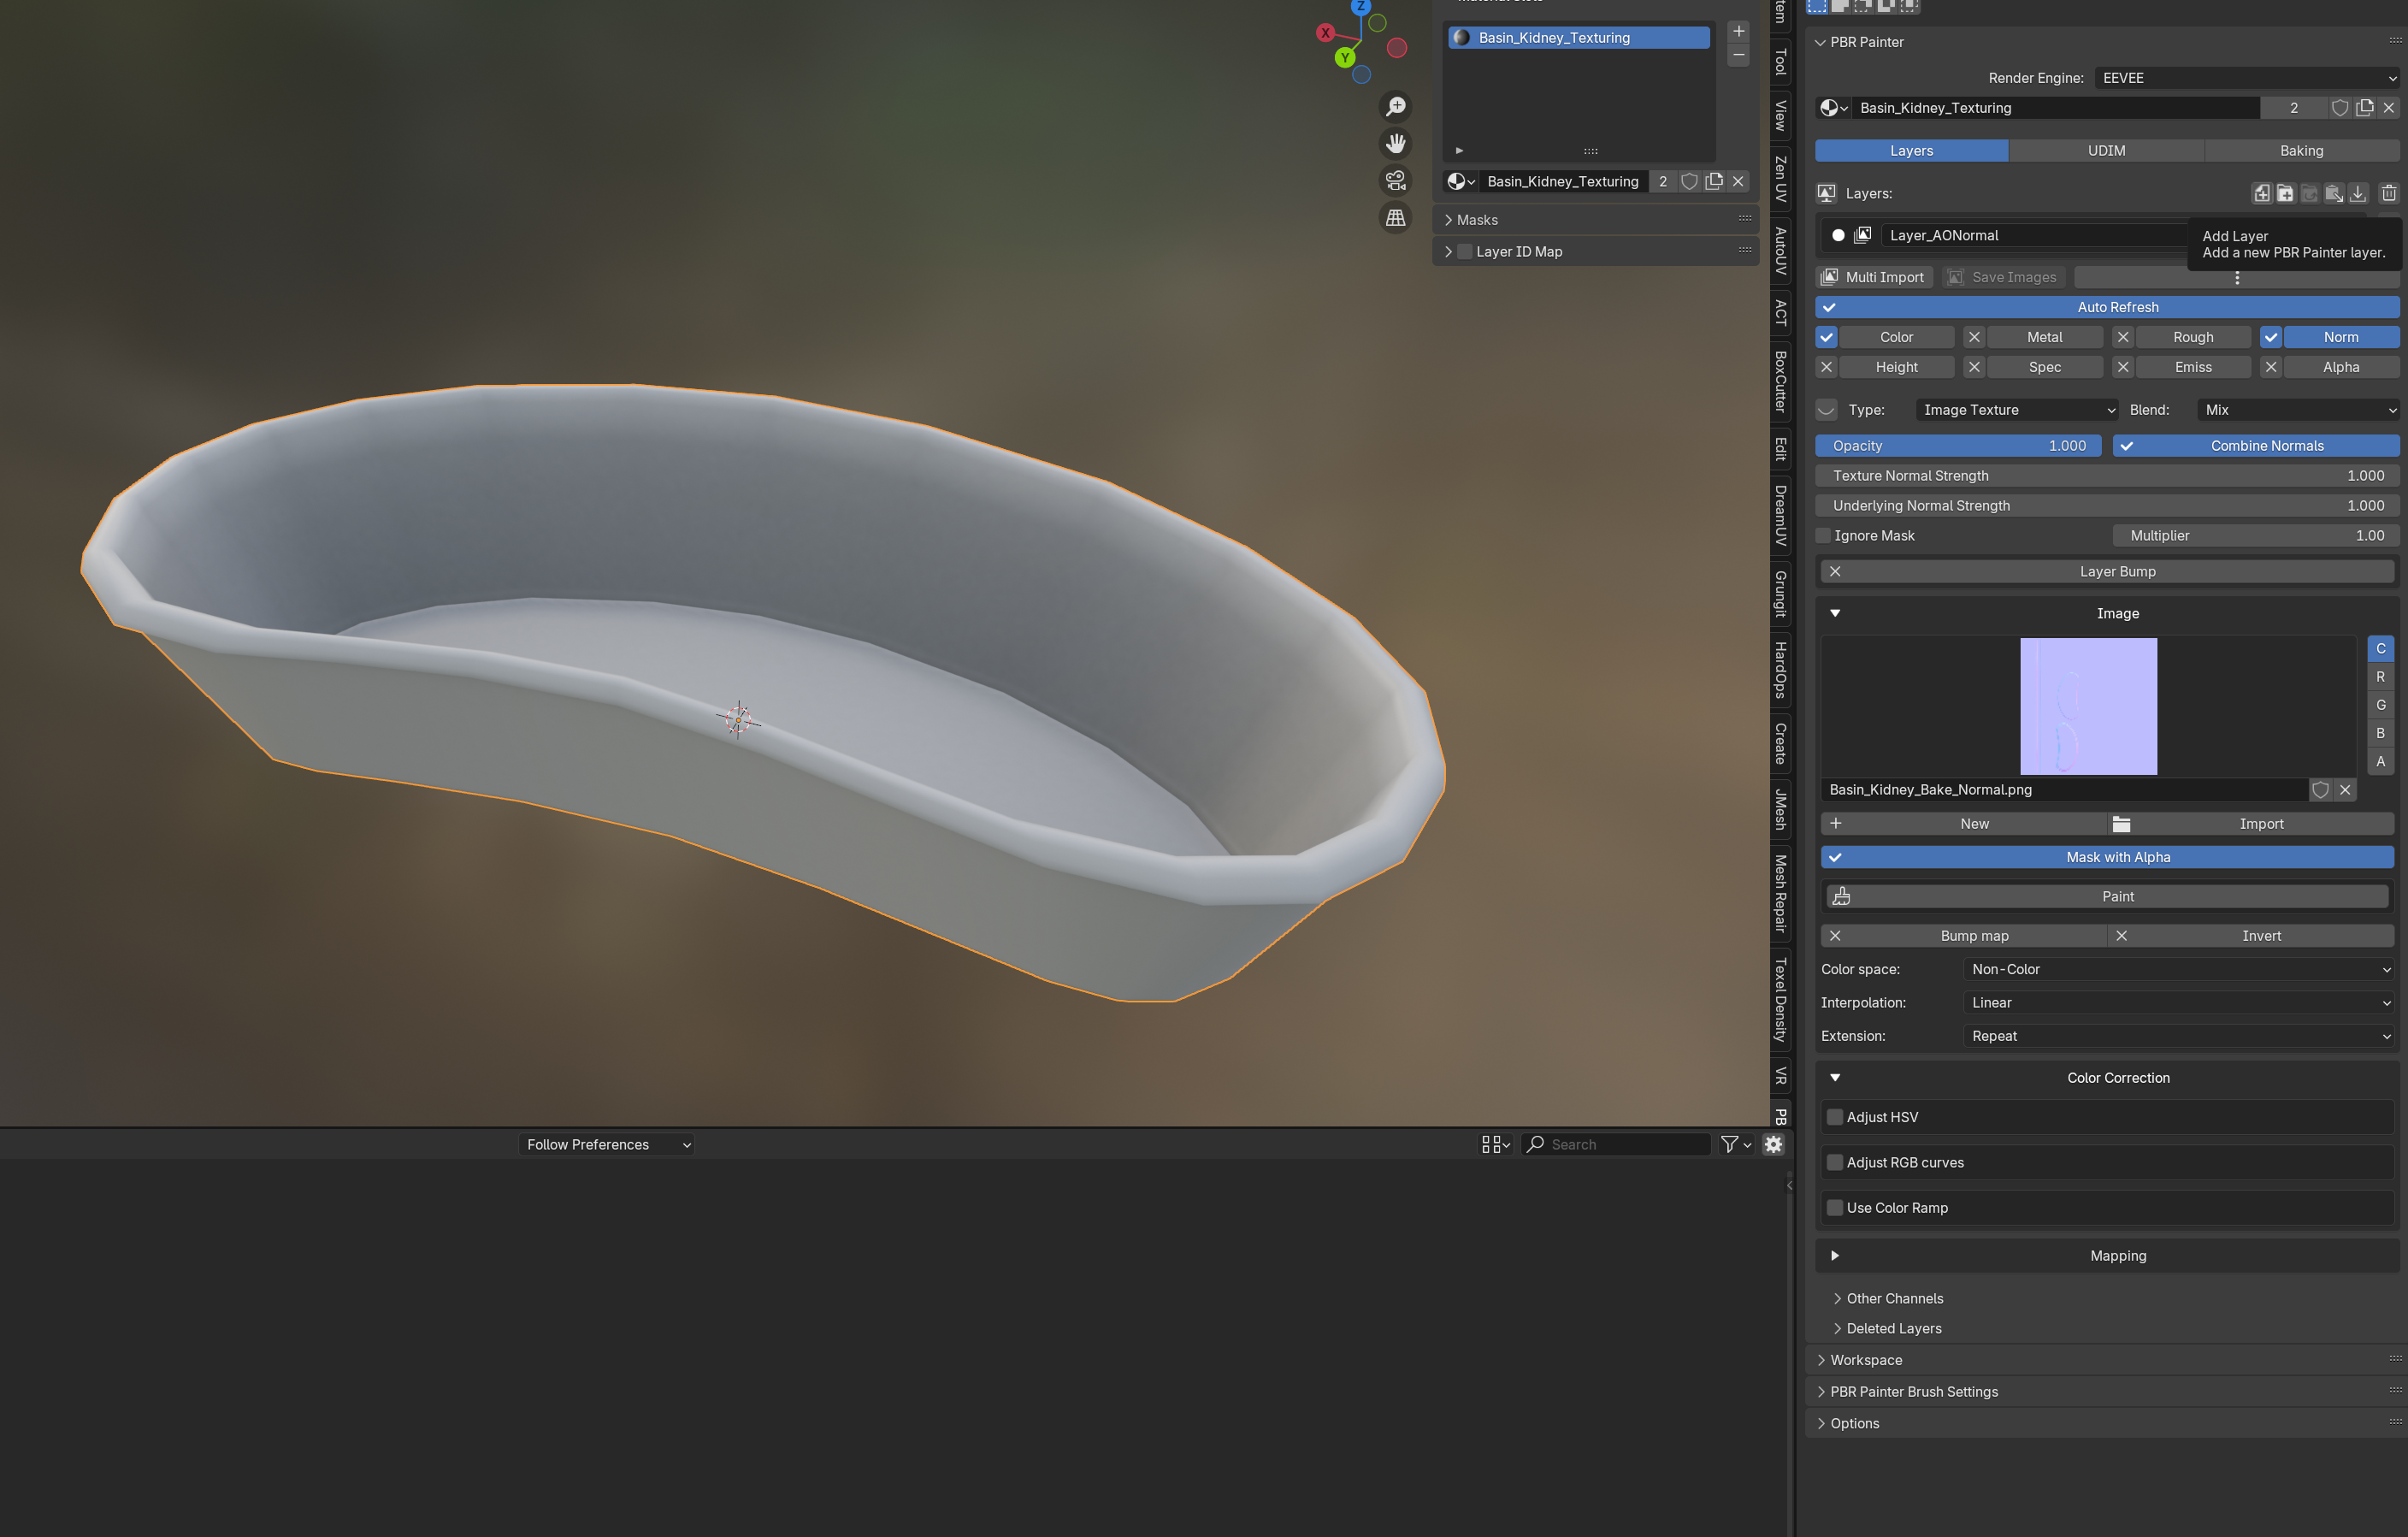 Z
X
Y
Basin_Kidney_Texturing
Basin_Kidney_Texturing 2
Masks
Layer ID Map
Tool
View
Zen UV
AutoUV
ACT
BoxCutter
Edit
DreamUV
Grungit
HardOps
Create
JMesh
Mesh Repair
Texel Density
VR
PB
PBR Painter
Render Engine: EEVEE
Basin_Kidney_Texturing 2
Layers UDIM Baking
Layers:
Layer_AONormal
Add Layer
Add a new PBR Painter layer.
Multi Import Save Images
Auto Refresh
Color Metal Rough Norm
Height Spec Emiss Alpha
Type: Image Texture Blend: Mix
Opacity 1.000 Combine Normals
Texture Normal Strength 1.000
Underlying Normal Strength 1.000
Ignore Mask Multiplier 1.00
Layer Bump
Image
C
R
G
B
A
Basin_Kidney_Bake_Normal.png
New Import
Mask with Alpha
Paint
Bump map Invert
Color space: Non-Color
Interpolation: Linear
Extension: Repeat
Color Correction
Adjust HSV
Adjust RGB curves
Use Color Ramp
Mapping
Other Channels
Deleted Layers
Workspace
PBR Painter Brush Settings
Options
Follow Preferences
Search